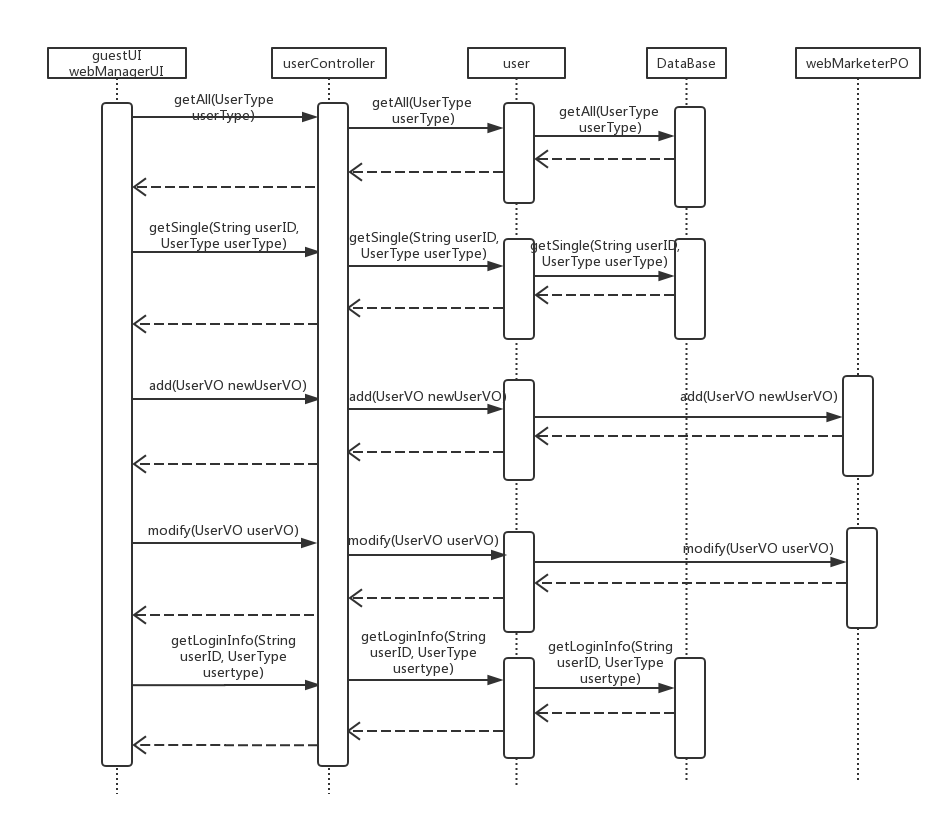 guestUI
webManagerUI
userController
user
DataBase
webMarketerPO
getAll(UserType
userType)
getAll(UserType
userType)
getAll(UserType
userType)
getSingle(String userID,
UserType userType)
getSingle(String userID,
UserType userType)
getSingle(String userID,
UserType userType)
add(UserVO newUserVO)
add(UserVO newUserVO)
add(UserVO newUserVO)
modify(UserVO userVO)
modify(UserVO userVO)
modify(UserVO userVO)
getLoginInfo(String
userID, UserType
usertype)
getLoginInfo(String
userID, UserType
usertype)
getLoginInfo(String
userID, UserType
usertype)